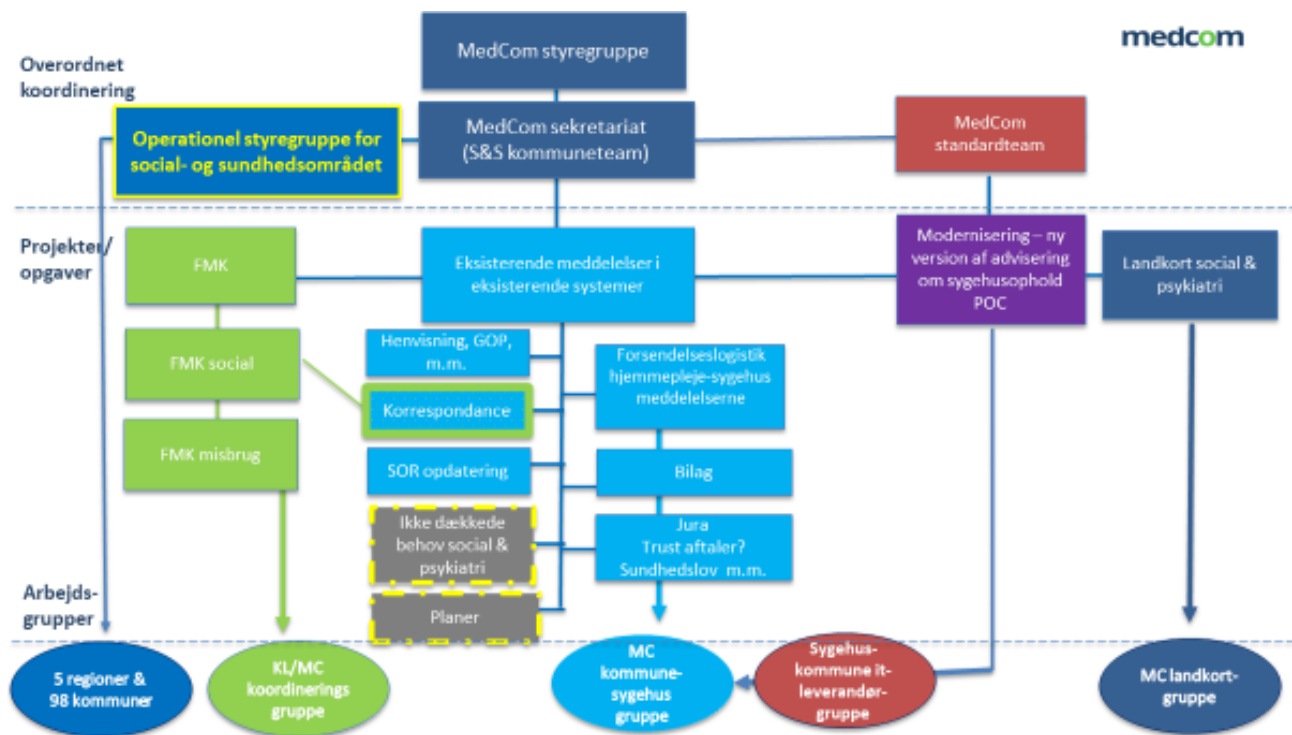 medcom
Overordnet
koordinering
MedCom styregruppe
Operationel styregruppe for
social- og sundhedsområdet
MedCom sekretariat
(S&S kommuneteam)
MedCom
standardteam
Projekter/
opgaver
FMK
Eksisterende meddelelser i
eksisterende systemer
Modernisering – ny
version af advisering
om sygehusophold
POC
Landkort social &
psykiatri
FMK social
FMK misbrug
Henvisning, GOP,
m.m.
Korrespondance
SOR opdatering
Ikke dækkede
behov social &
psykiatri
Planer
Forsendelseslogistik
hjemmepleje-sygehus
meddelelserne
Bilag
Jura
Trust aftaler?
Sundhedslov m.m.
Arbejds-
grupper
5 regioner &
98 kommuner
KL/MC
koordinerings
gruppe
MC
kommune-
sygehus
gruppe
Sygehus-
kommune it-
leverandør-
gruppe
MC landkort-
gruppe